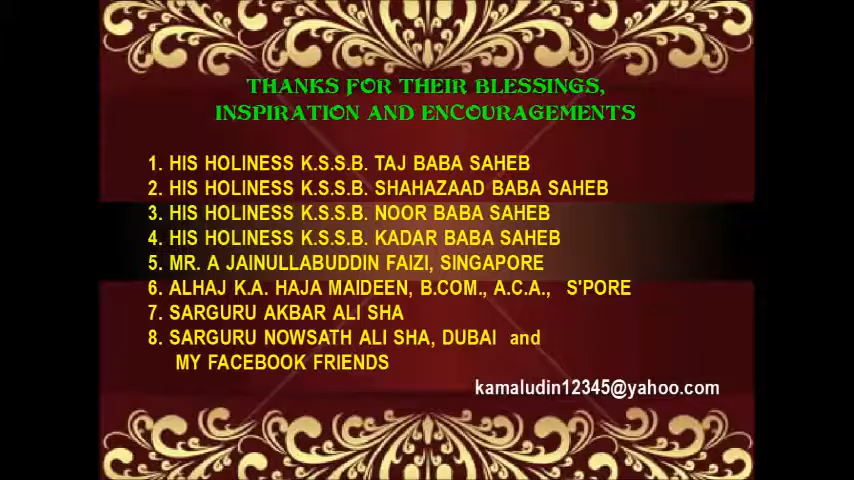 THANKS FOR THEIR BLESSINGS,
INSPIRATION AND ENCOURAGEMENTS
1. HIS HOLINESS K.S.S.B. TAJ BABA SAHEB
2. HIS HOLINESS K.S.S.B. SHAHAZAAD BABA SAHEB
3. HIS HOLINESS K.S.S.B. NOOR BABA SAHEB
4. HIS HOLINESS K.S.S.B. KADAR BABA SAHEB
5. MR. A JAINULLABUDDIN FAIZI, SINGAPORE
6. ALHAJ K.A. HAJA MAIDEEN, B.COM., A.C.A., S'PORE
7. SARGURU AKBAR ALI SHA
8. SARGURU NOWSATH ALI SHA, DUBAI and
MY FACEBOOK FRIENDS
kamaludin12345@yahoo.com